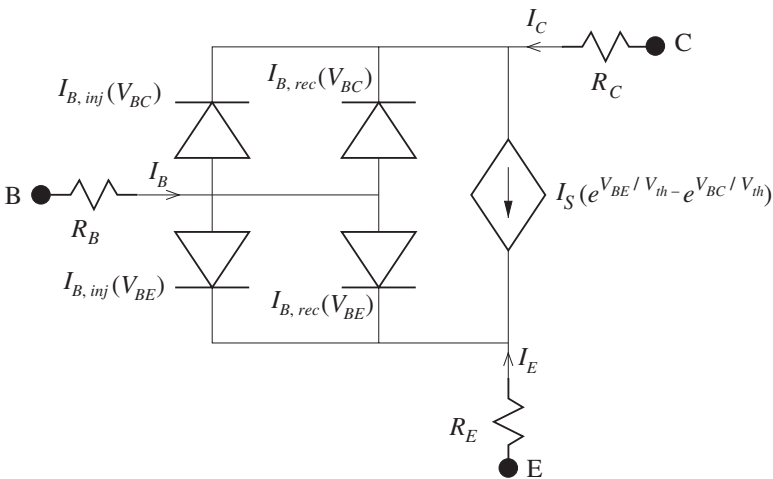 I_C
C
R_C
I_{B, inj}(V_{BC})
I_{B, rec}(V_{BC})
B
I_B
R_B
I_S (e^{V_{BE} / V_{th}} – e^{V_{BC} / V_{th}})
I_{B, inj}(V_{BE})
I_{B, rec}(V_{BE})
I_E
R_E
E